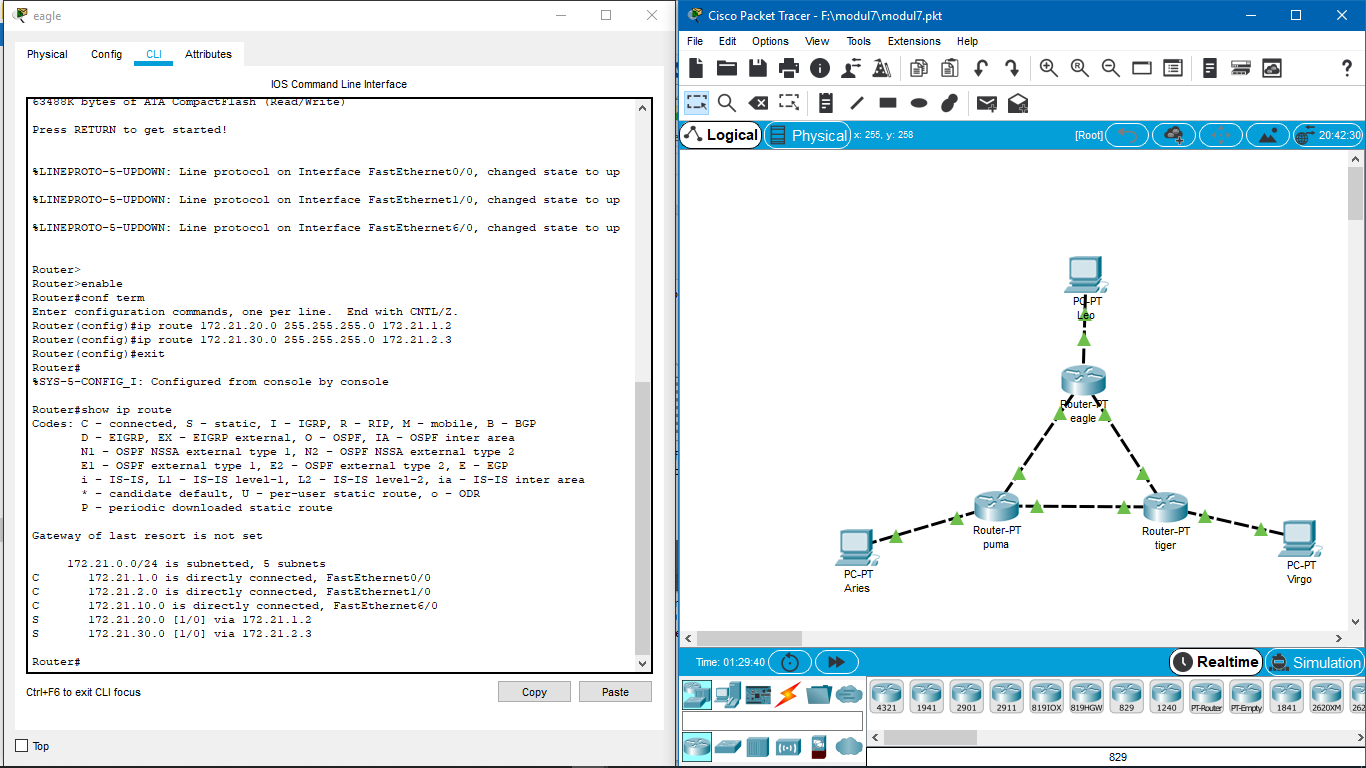 eagle
Physical Config CLI Attributes
IOS Command Line Interface
63488K bytes of ATA CompactFlash (Read/Write)
Press RETURN to get started!
%LINEPROTO-5-UPDOWN: Line protocol on Interface FastEthernet0/0, changed state to up
%LINEPROTO-5-UPDOWN: Line protocol on Interface FastEthernet1/0, changed state to up
%LINEPROTO-5-UPDOWN: Line protocol on Interface FastEthernet6/0, changed state to up
Router>
Router>enable
Router#conf term
Enter configuration commands, one per line.  End with CNTL/Z.
Router(config)#ip route 172.21.20.0 255.255.255.0 172.21.1.2
Router(config)#ip route 172.21.30.0 255.255.255.0 172.21.2.3
Router(config)#exit
Router#
%SYS-5-CONFIG_I: Configured from console by console
Router#show ip route
Codes: C - connected, S - static, I - IGRP, R - RIP, M - mobile, B - BGP
D - EIGRP, EX - EIGRP external, O - OSPF, IA - OSPF inter area
N1 - OSPF NSSA external type 1, N2 - OSPF NSSA external type 2
E1 - OSPF external type 1, E2 - OSPF external type 2, E - EGP
i - IS-IS, L1 - IS-IS level-1, L2 - IS-IS level-2, ia - IS-IS inter area
* - candidate default, U - per-user static route, o - ODR
P - periodic downloaded static route
Gateway of last resort is not set
172.21.0.0/24 is subnetted, 5 subnets
C 172.21.1.0 is directly connected, FastEthernet0/0
C 172.21.2.0 is directly connected, FastEthernet1/0
C 172.21.10.0 is directly connected, FastEthernet6/0
S 172.21.20.0 [1/0] via 172.21.1.2
S 172.21.30.0 [1/0] via 172.21.2.3
Router#
Ctrl+F6 to exit CLI focus
Copy Paste
Top
Cisco Packet Tracer - F:\modul7\modul7.pkt
File Edit Options View Tools Extensions Help
?
Logical Physical x: 255, y: 258 [Root] 20:42:30
PC-PT
Leo
Router-PT
eagle
Router-PT
puma
Router-PT
tiger
PC-PT
Aries
PC-PT
Virgo
Time: 01:29:40 Realtime Simulation
4321 1941 2901 2911 819IOX 819HGW 829 1240 PT-Router PT-Empty 1841 2620XM 262
829